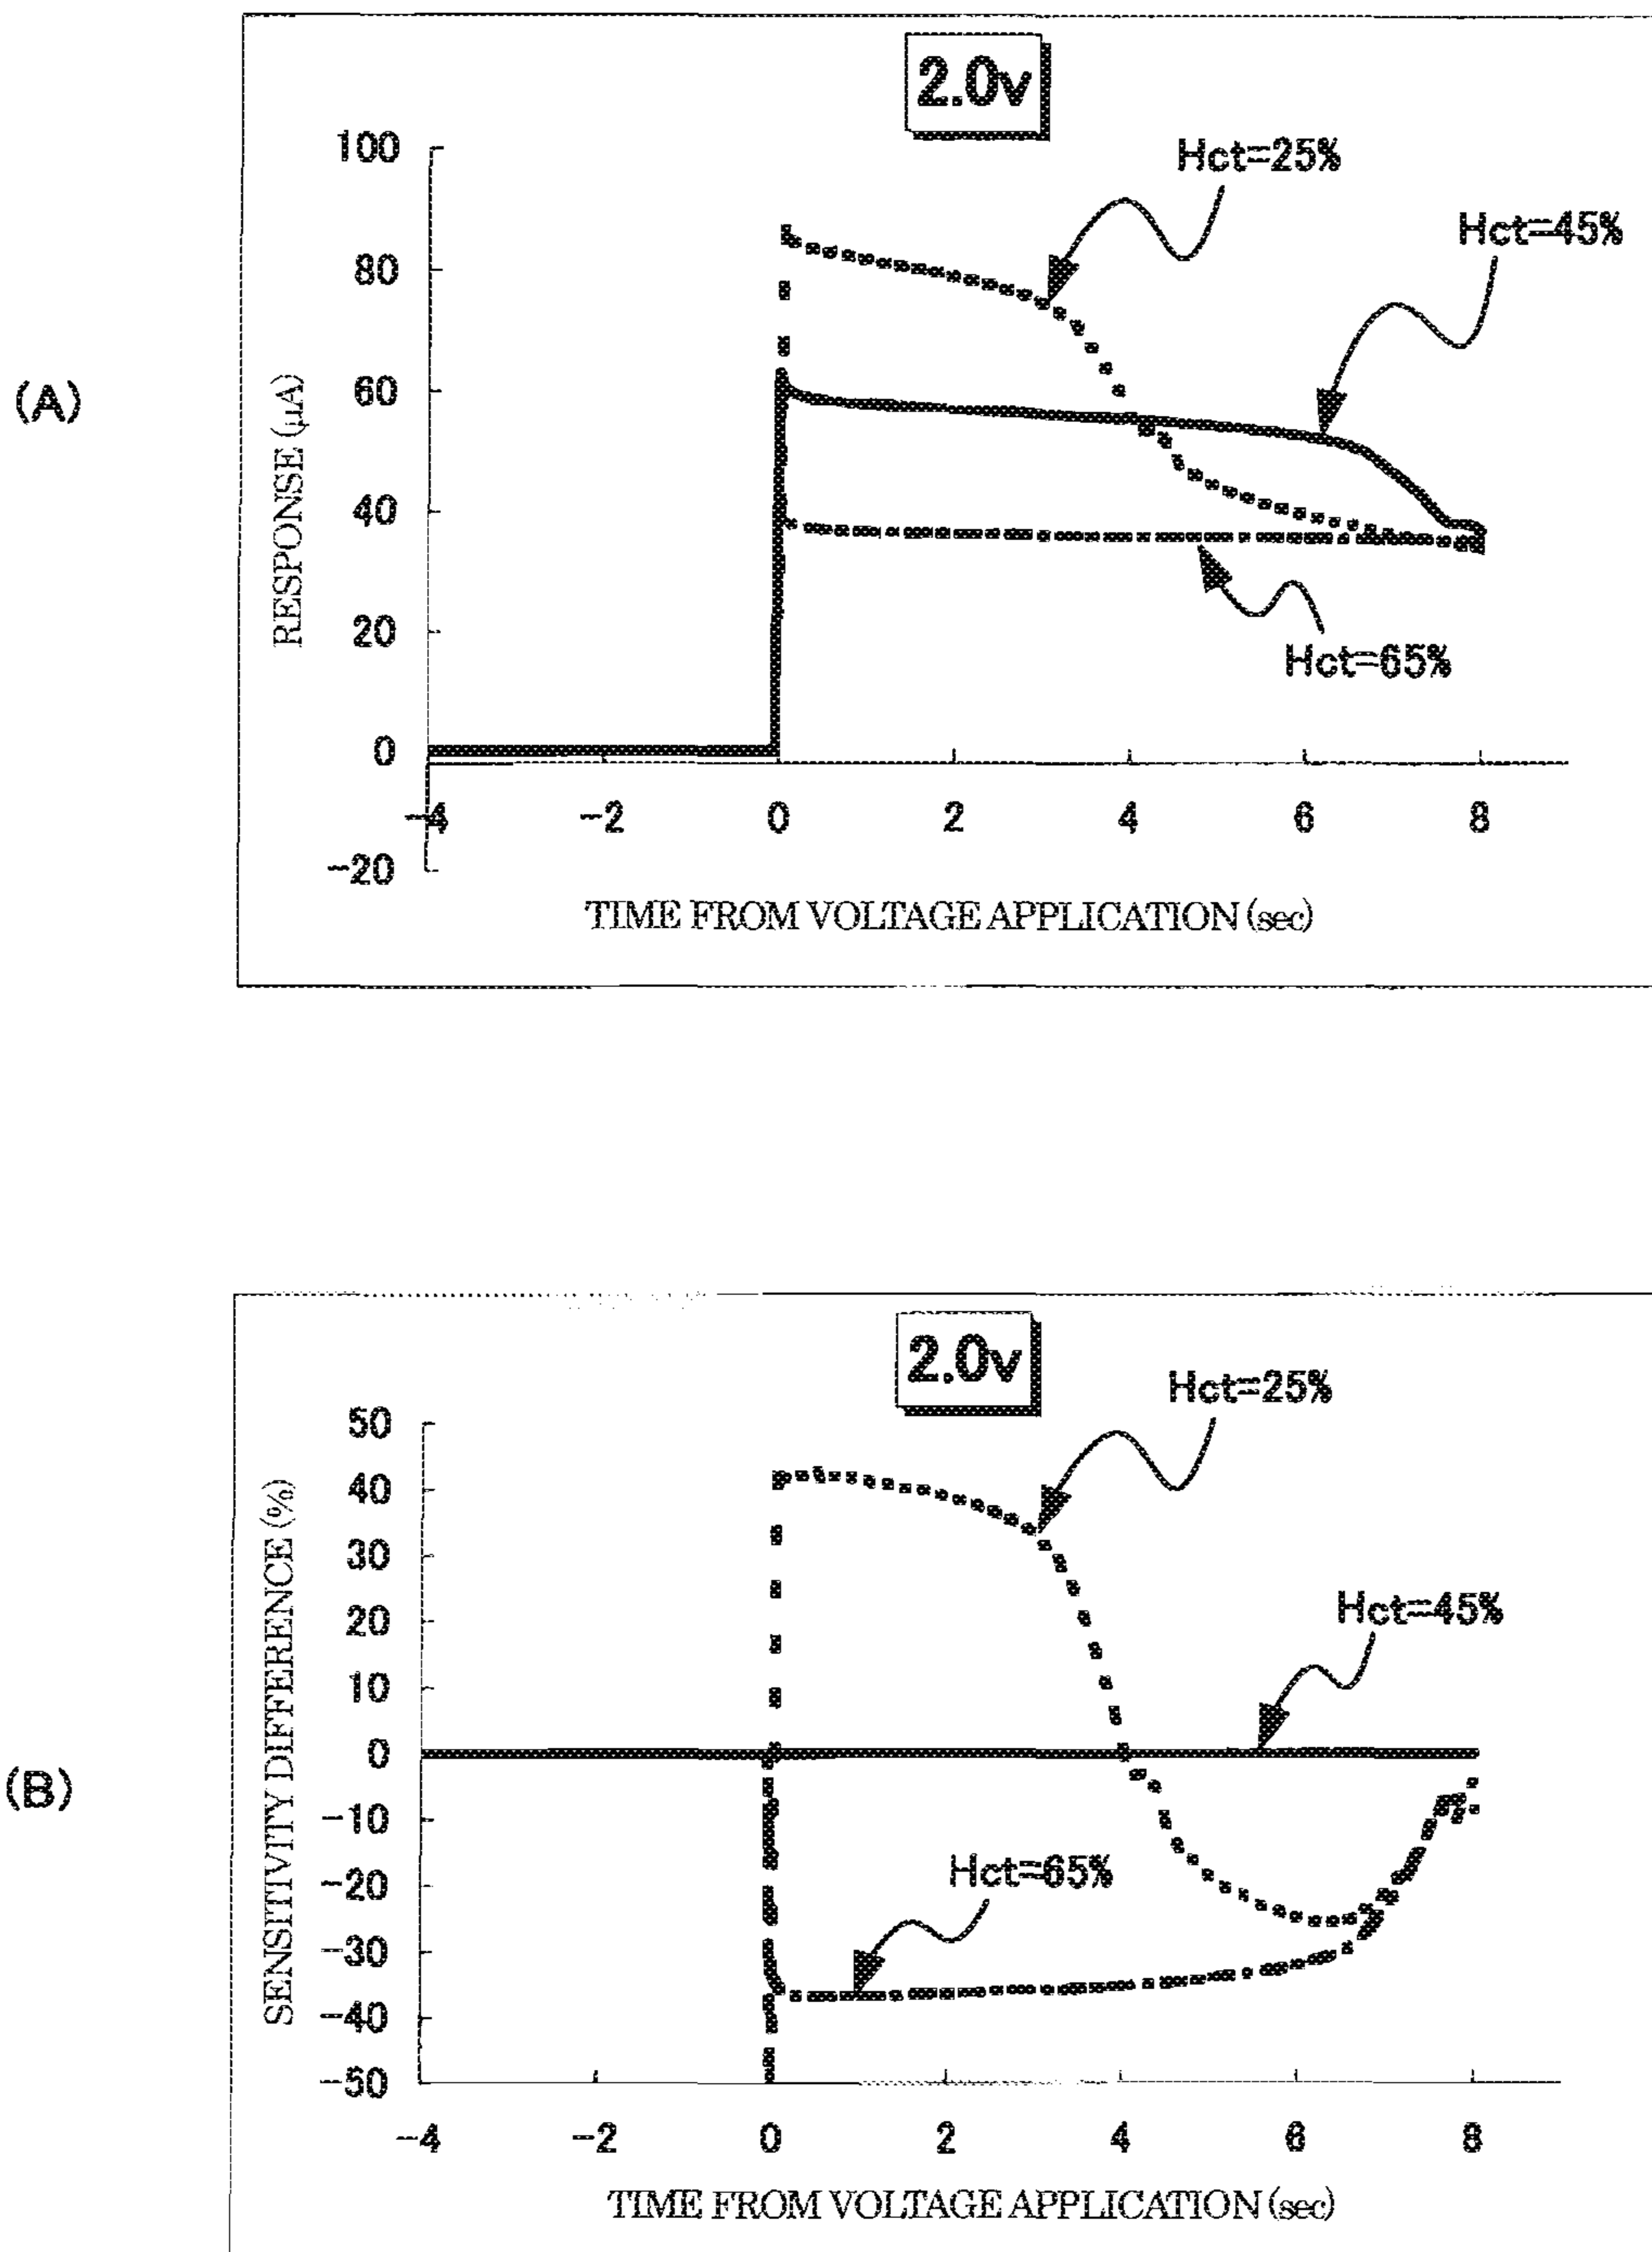 (A)
2.0v
Hct=25%
Hct=45%
Hct=65%
100
80
60
40
20
0
-20
RESPONSE (μA)
-4 -2 0 2 4 6 8
TIME FROM VOLTAGE APPLICATION (sec)
(B)
2.0v
Hct=25%
Hct=45%
Hct=65%
50
40
30
20
10
0
-10
-20
-30
-40
-50
SENSITIVITY DIFFERENCE (%)
-4 -2 0 2 4 6 8
TIME FROM VOLTAGE APPLICATION (sec)